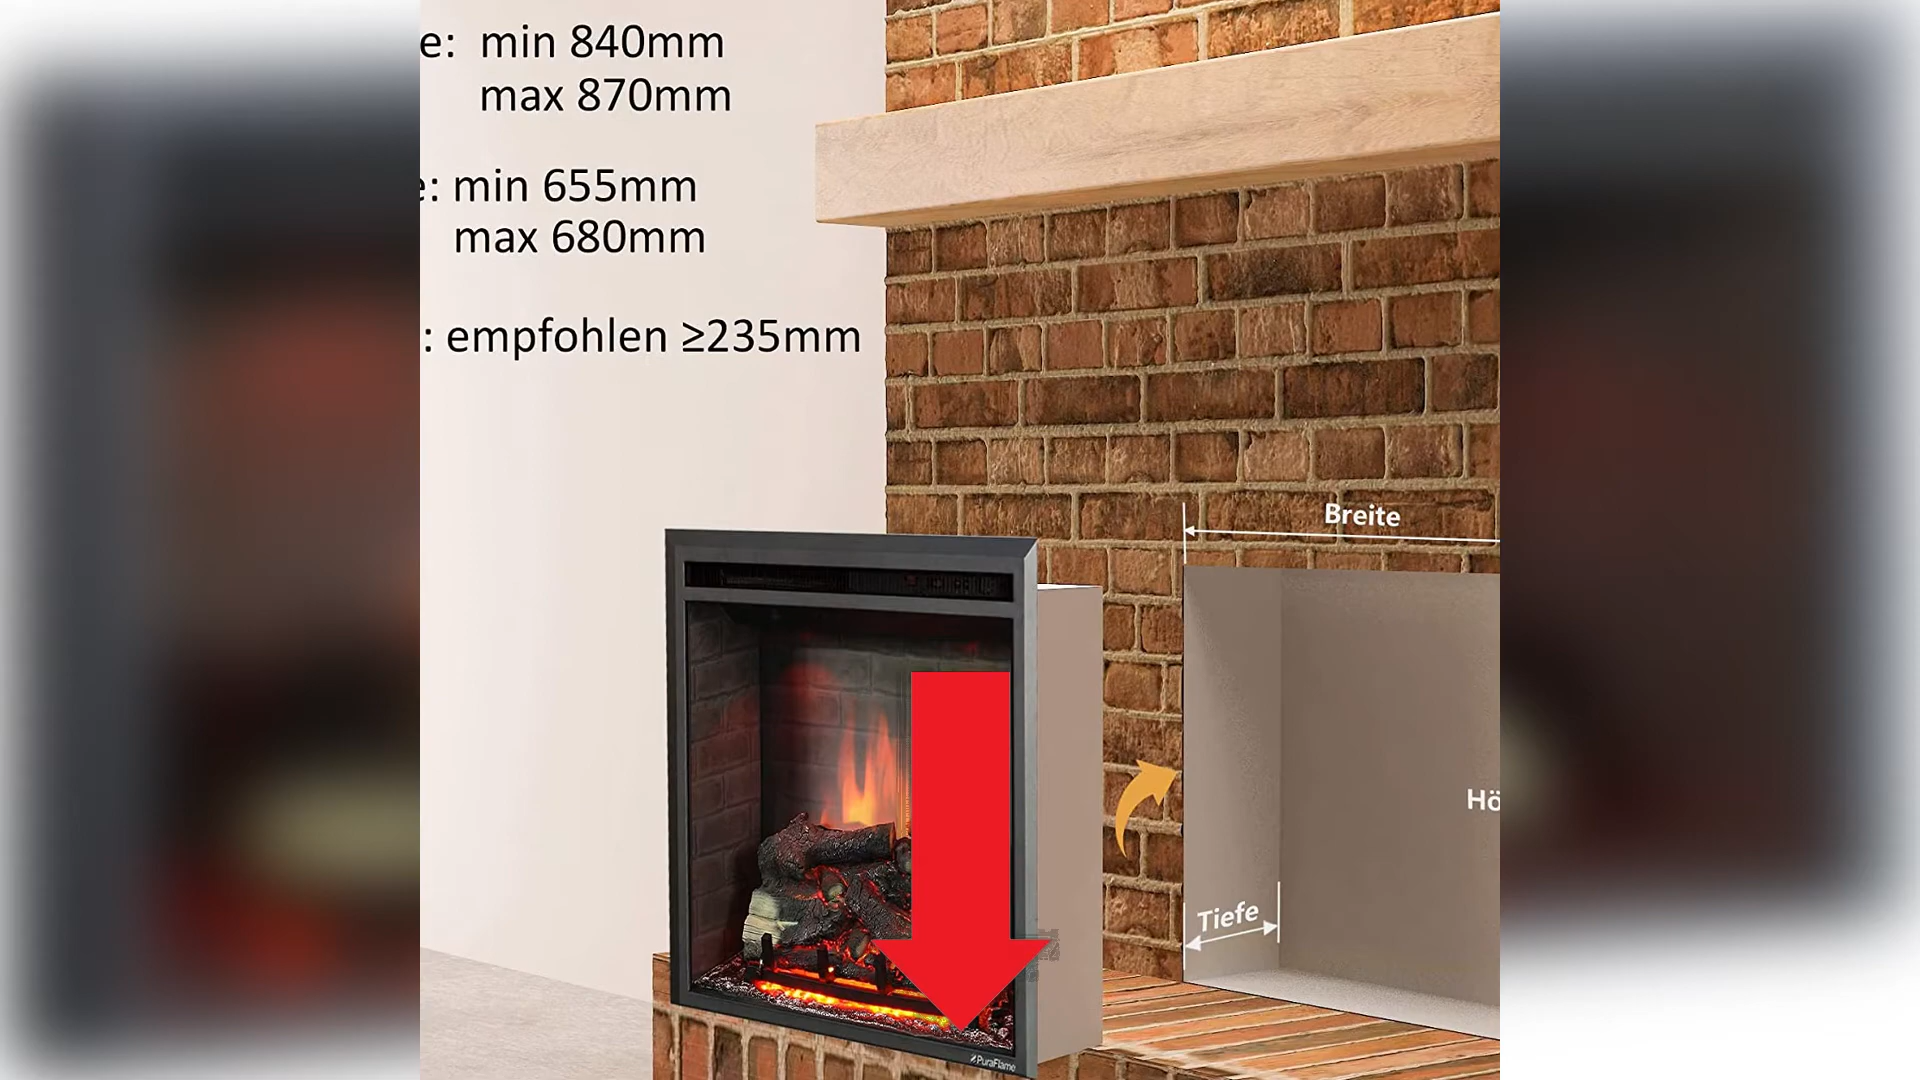 e: min 840mm
max 870mm
e: min 655mm
max 680mm
: empfohlen ≥235mm
Breite
Hö
Tiefe
PuraFlame